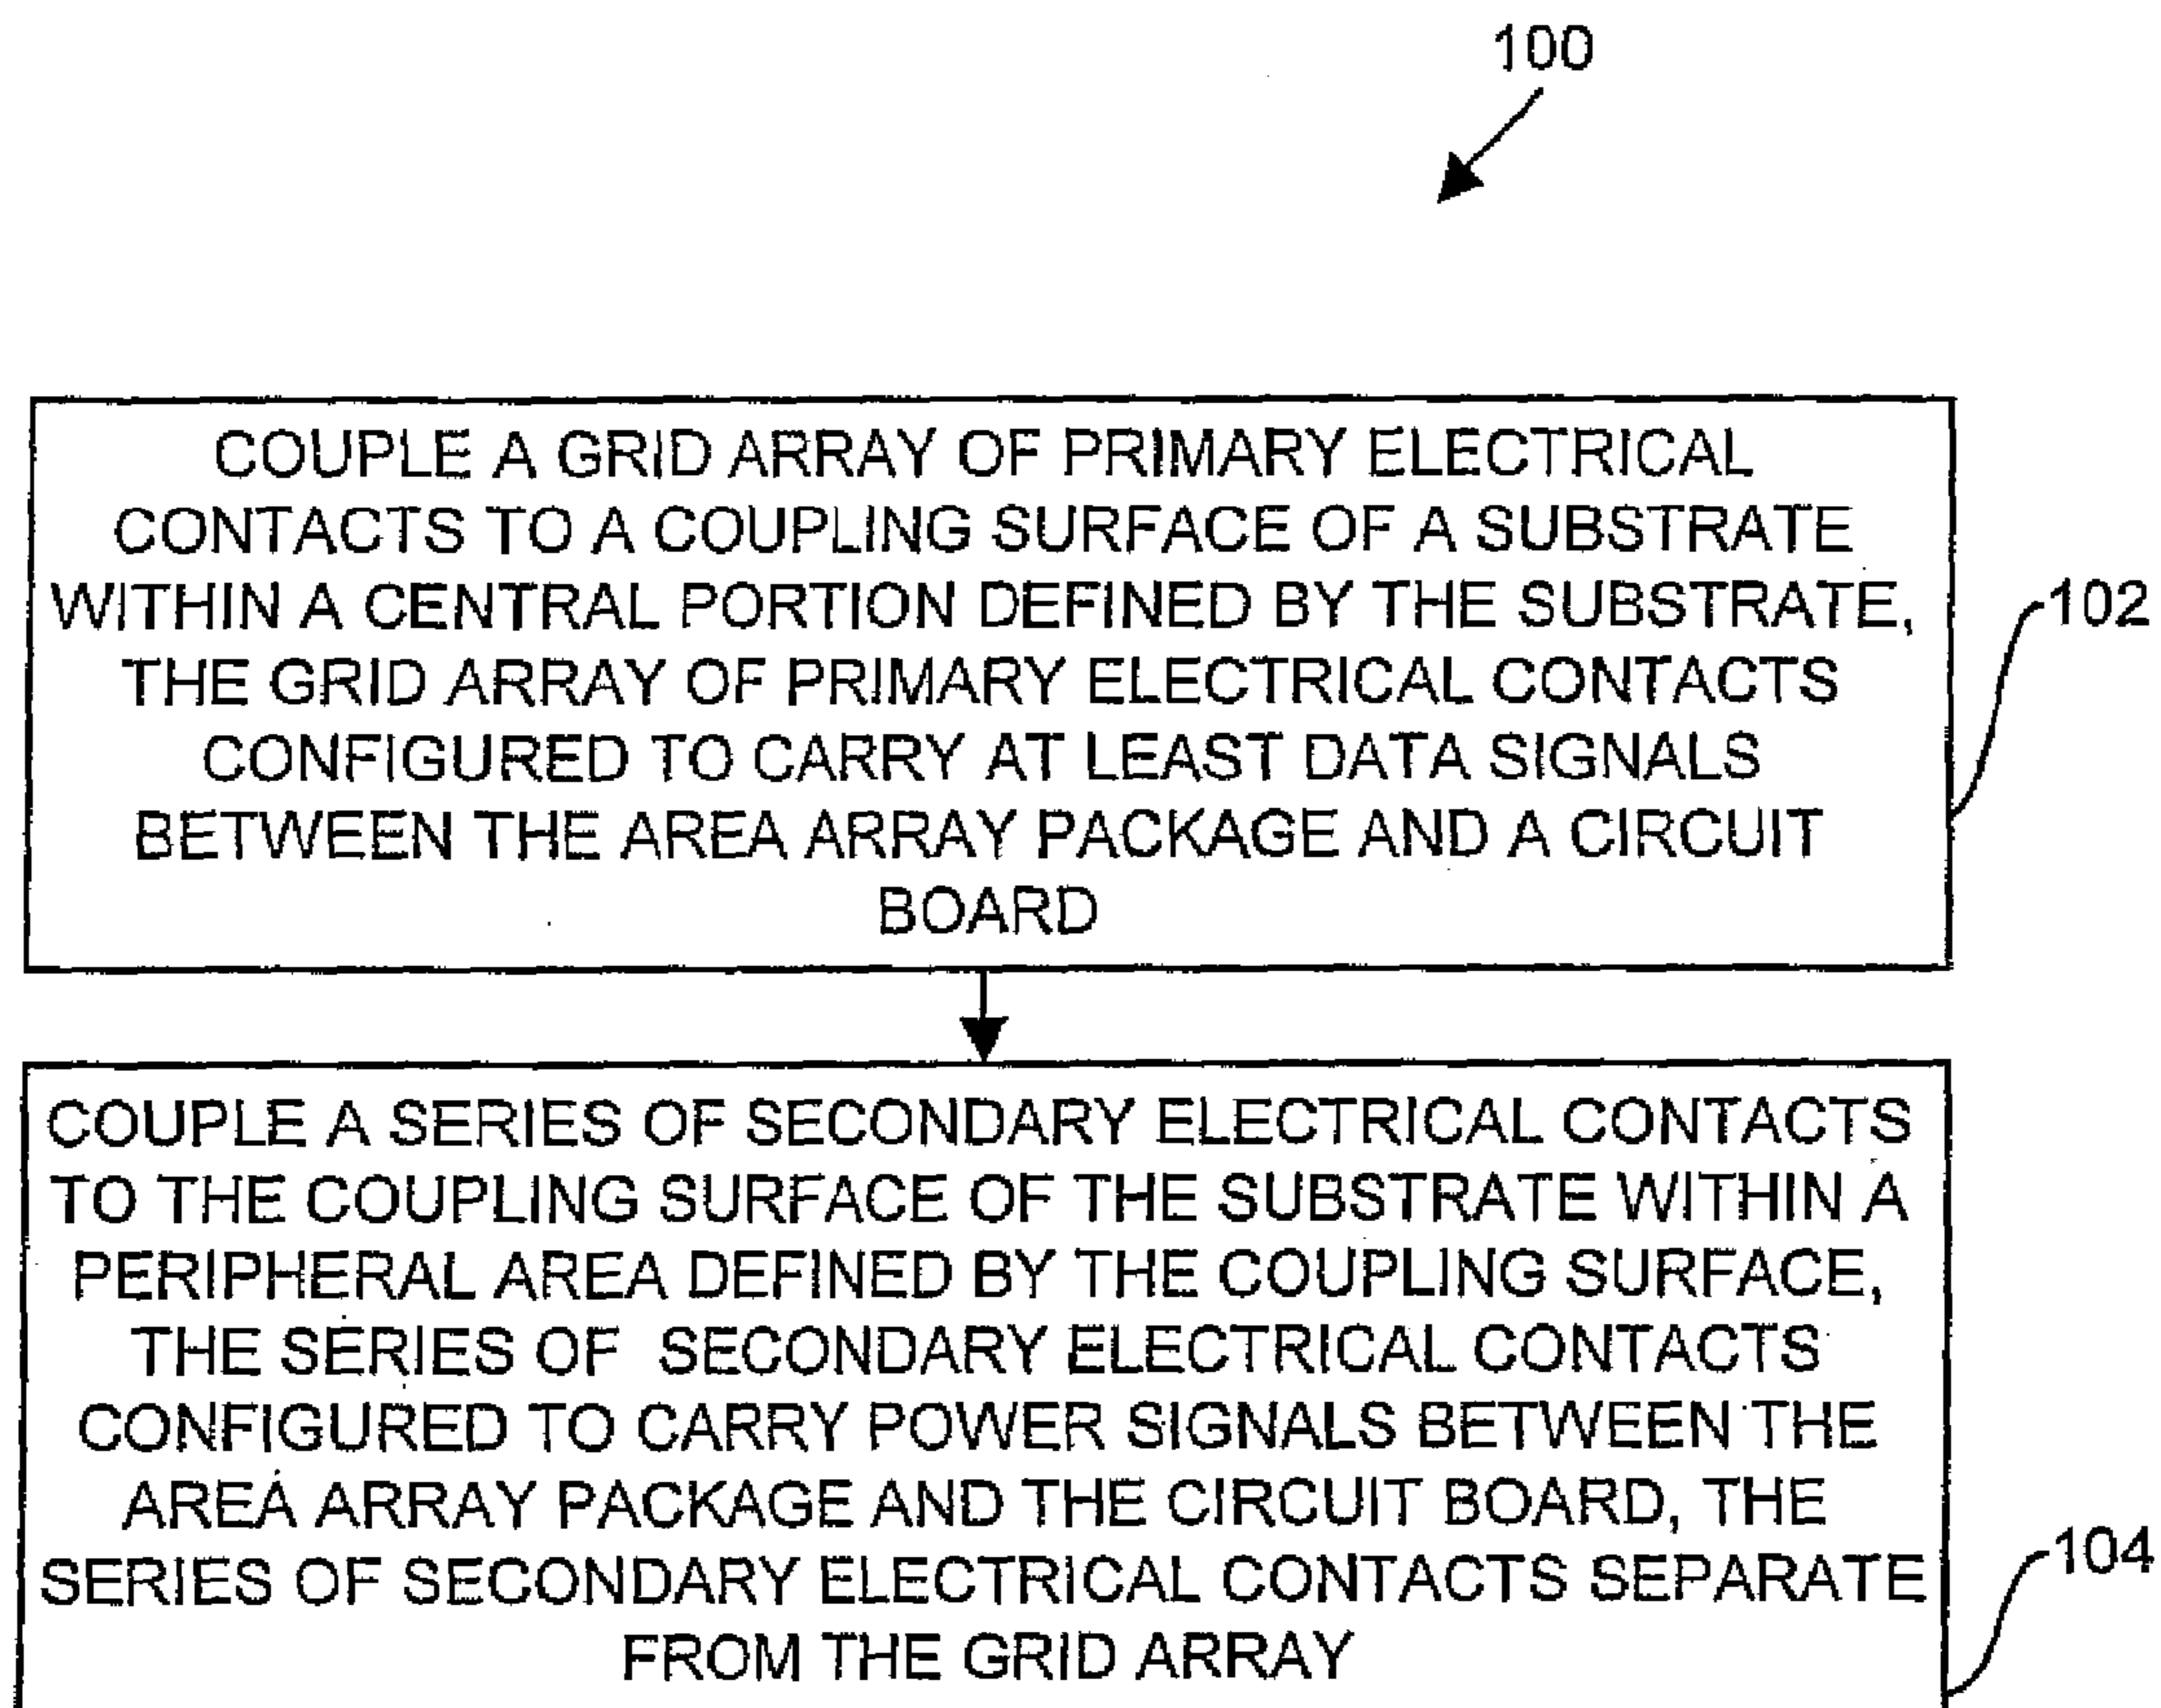 100
COUPLE A GRID ARRAY OF PRIMARY ELECTRICAL
CONTACTS TO A COUPLING SURFACE OF A SUBSTRATE
WITHIN A CENTRAL PORTION DEFINED BY THE SUBSTRATE,
THE GRID ARRAY OF PRIMARY ELECTRICAL CONTACTS
CONFIGURED TO CARRY AT LEAST DATA SIGNALS
BETWEEN THE AREA ARRAY PACKAGE AND A CIRCUIT
BOARD
102
COUPLE A SERIES OF SECONDARY ELECTRICAL CONTACTS
TO THE COUPLING SURFACE OF THE SUBSTRATE WITHIN A
PERIPHERAL AREA DEFINED BY THE COUPLING SURFACE,
THE SERIES OF SECONDARY ELECTRICAL CONTACTS
CONFIGURED TO CARRY POWER SIGNALS BETWEEN THE
AREA ARRAY PACKAGE AND THE CIRCUIT BOARD, THE
SERIES OF SECONDARY ELECTRICAL CONTACTS SEPARATE
FROM THE GRID ARRAY
104